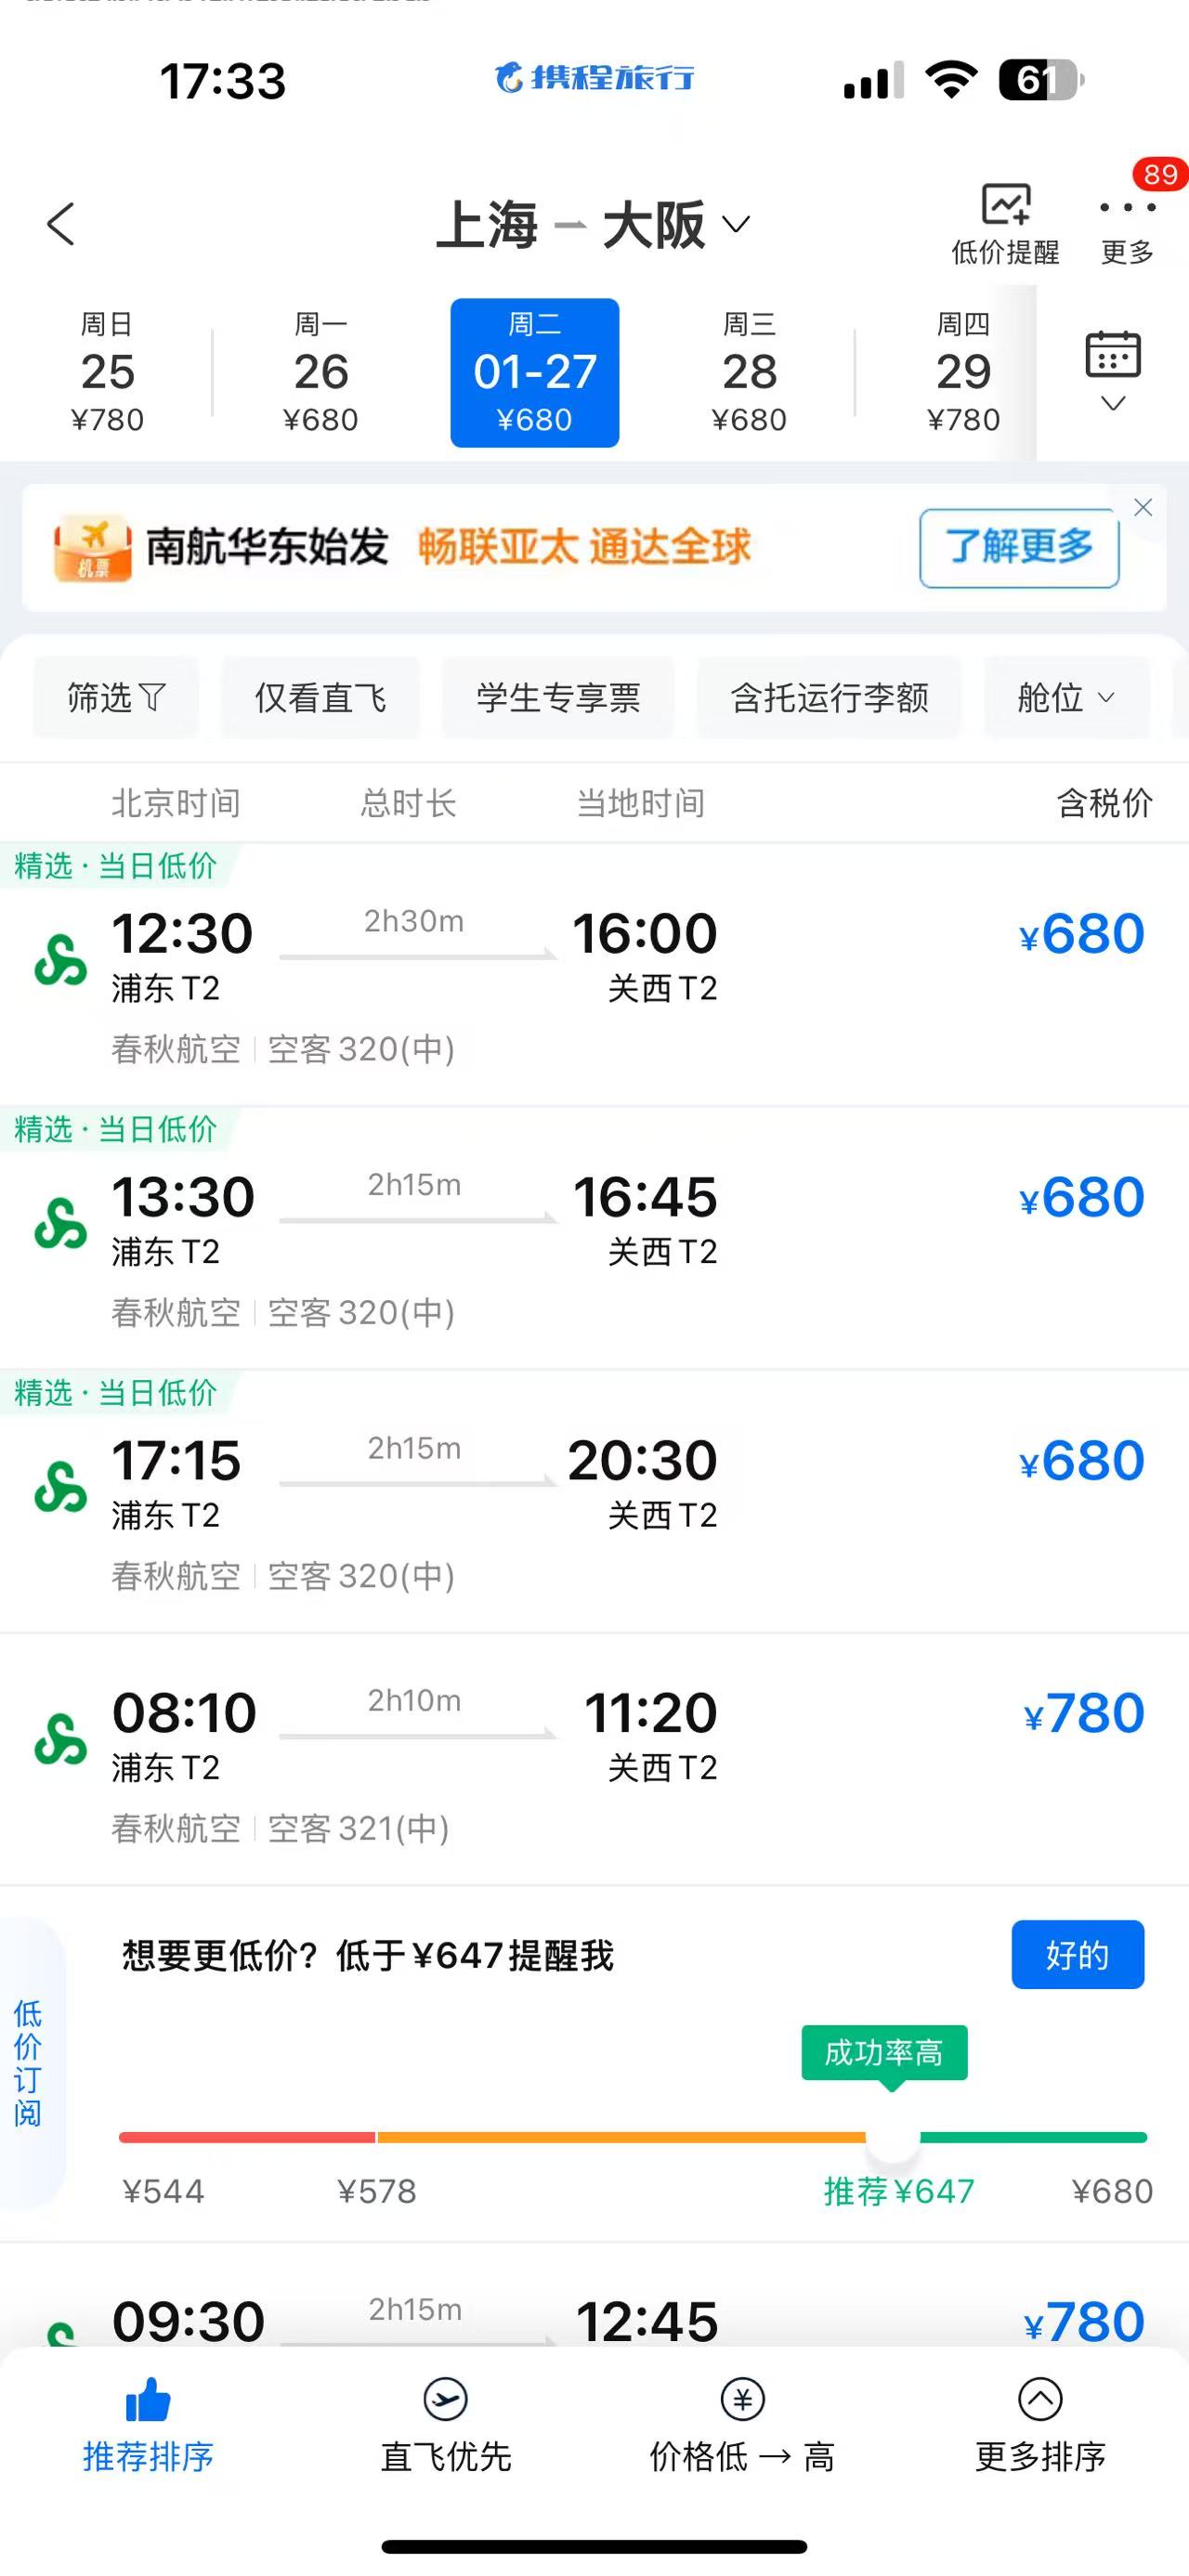 17:33 携程旅行 61
上海 — 大阪 低价提醒 更多 89
周日 周一 周二 周三 周四
25 26 01-27 28 29
¥780 ¥680 ¥680 ¥680 ¥780
机票 南航华东始发 畅联亚太 通达全球 了解更多
筛选 仅看直飞 学生专享票 含托运行李额 舱位
北京时间 总时长 当地时间 含税价
精选 · 当日低价
12:30 2h30m 16:00 ¥680
浦东 T2 关西 T2
春秋航空 | 空客 320(中)
精选 · 当日低价
13:30 2h15m 16:45 ¥680
浦东 T2 关西 T2
春秋航空 | 空客 320(中)
精选 · 当日低价
17:15 2h15m 20:30 ¥680
浦东 T2 关西 T2
春秋航空 | 空客 320(中)
08:10 2h10m 11:20 ¥780
浦东 T2 关西 T2
春秋航空 | 空客 321(中)
低价订阅
想要更低价？低于¥647提醒我 好的
成功率高
¥544 ¥578 推荐¥647 ¥680
09:30 2h15m 12:45 ¥780
推荐排序 直飞优先 价格低 → 高 更多排序